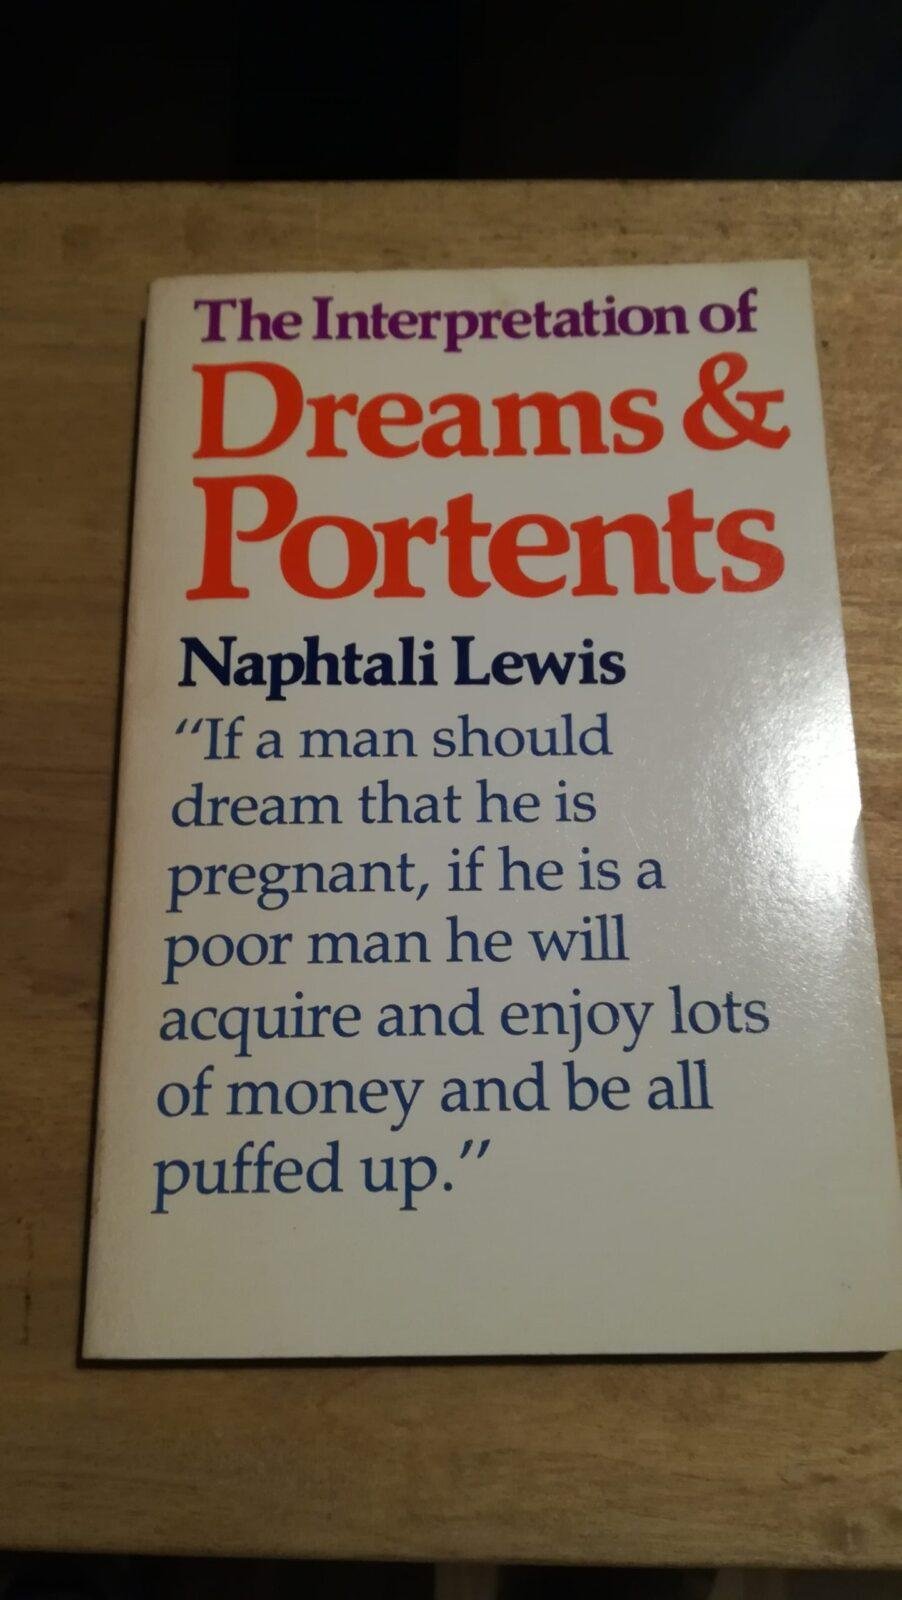 The Interpretation of
Dreams &
Portents
Naphtali Lewis
"If a man should
dream that he is
pregnant, if he is a
poor man he will
acquire and enjoy lots
of money and be all
puffed up."